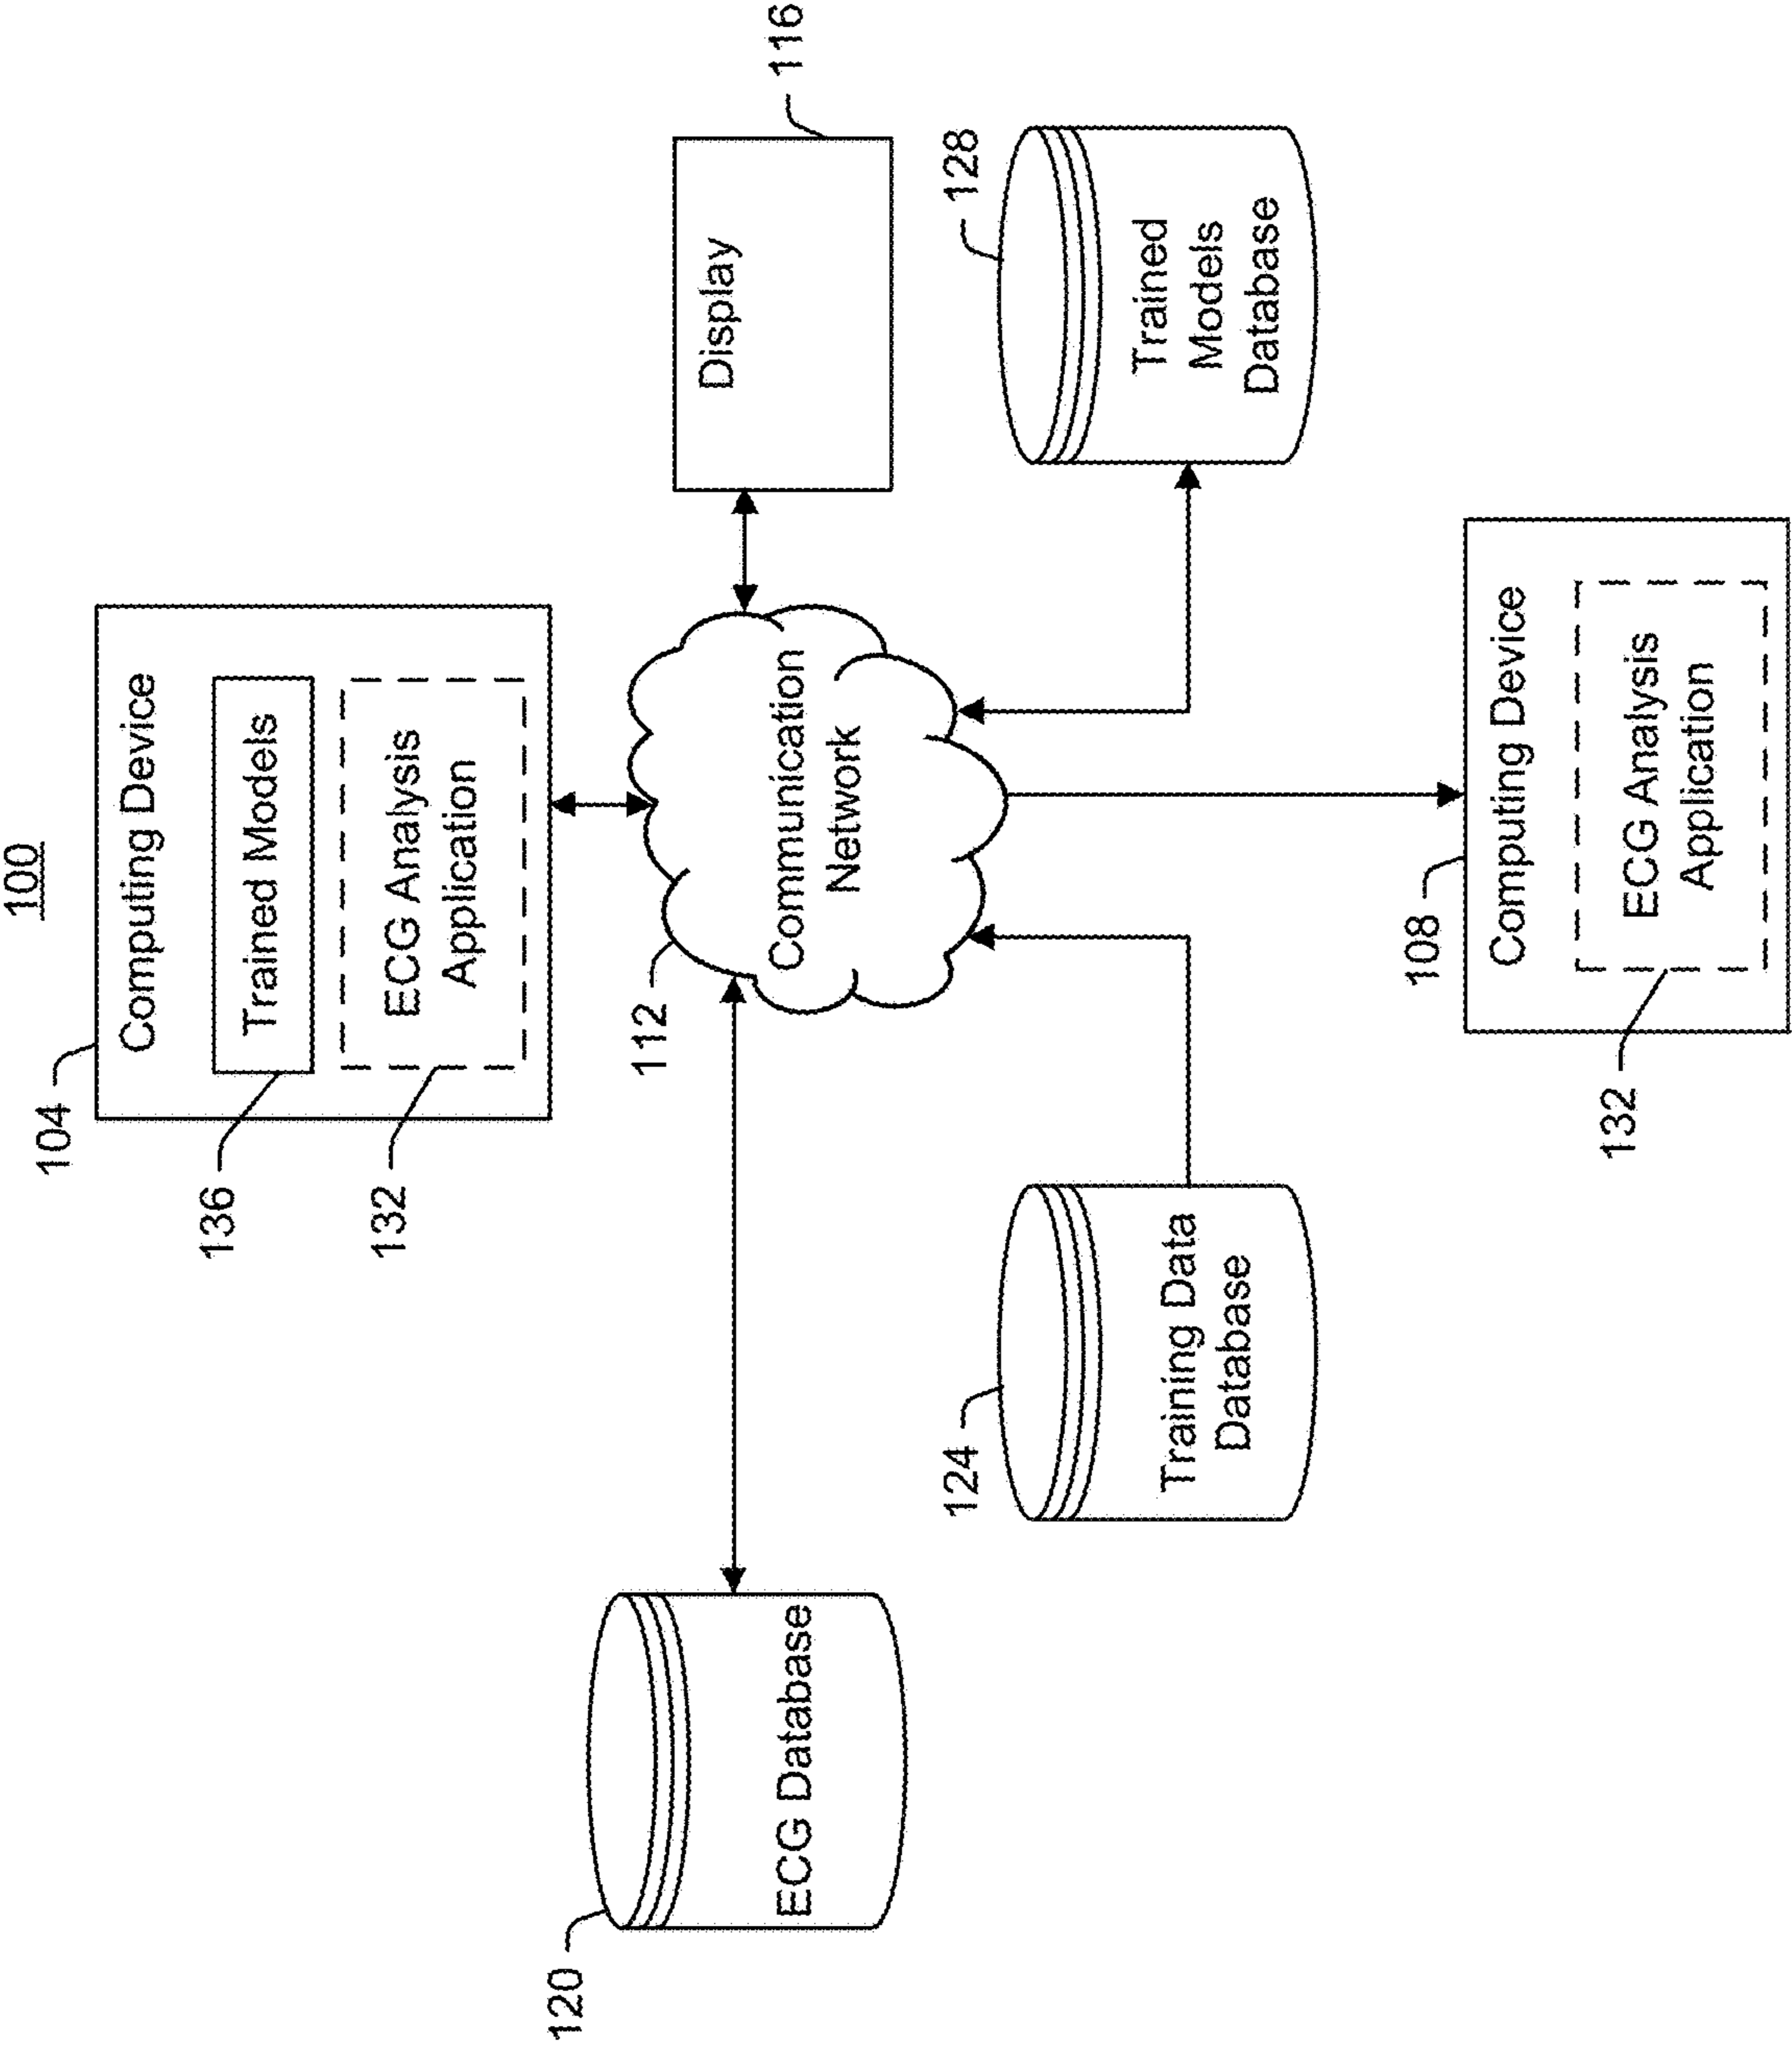 100
104
Computing Device
136
Trained Models
132
ECG Analysis
Application
112
Communication
Network
Display
116
120
ECG Database
124
Training Data
Database
128
Trained
Models
Database
108
Computing Device
132
ECG Analysis
Application